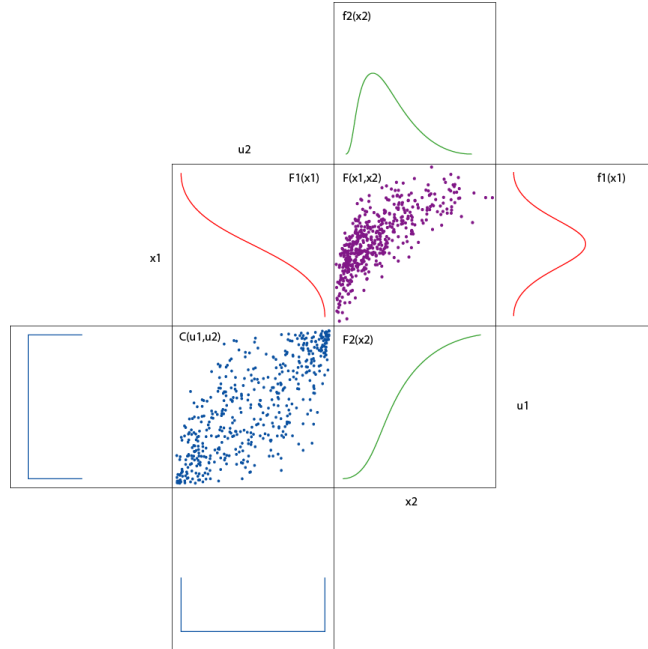 f2(x2)
u2
F1(x1)
F(x1,x2)
f1(x1)
x1
C(u1,u2)
F2(x2)
u1
x2